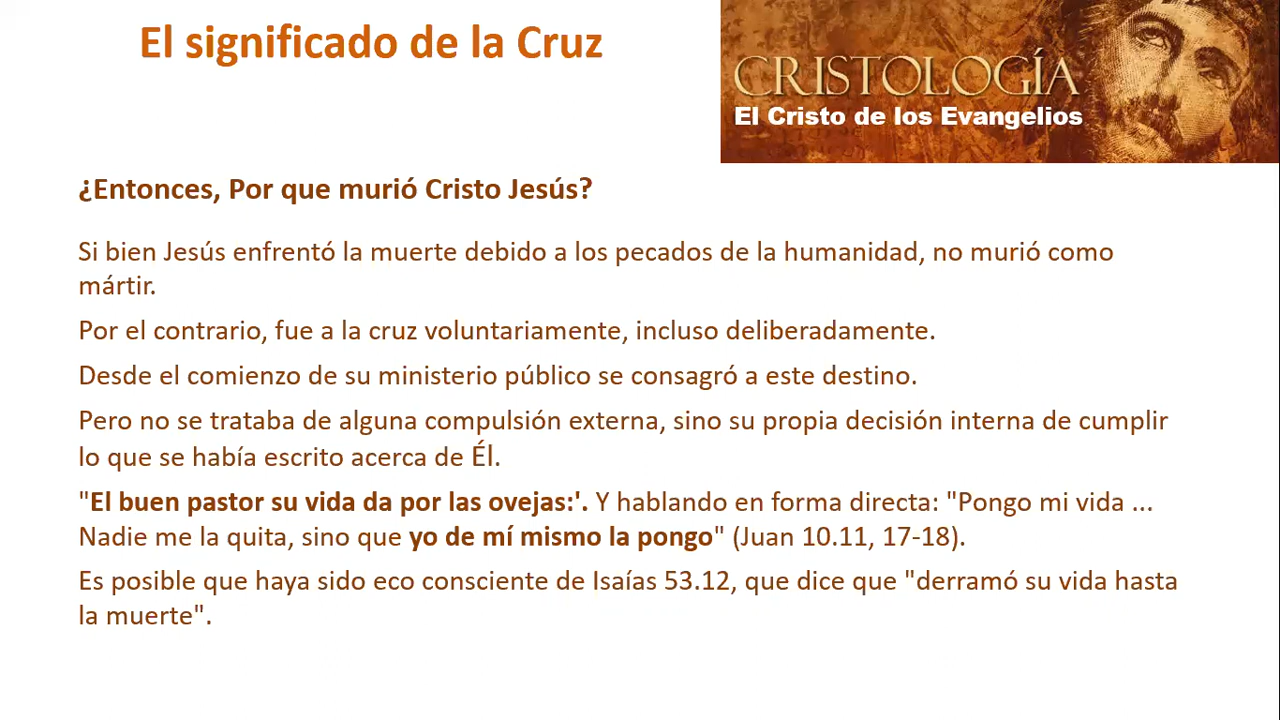 El significado de la Cruz
CRISTOLOGÍA
El Cristo de los Evangelios
¿Entonces, Por que murió Cristo Jesús?
Si bien Jesús enfrentó la muerte debido a los pecados de la humanidad, no murió como
mártir.
Por el contrario, fue a la cruz voluntariamente, incluso deliberadamente.
Desde el comienzo de su ministerio público se consagró a este destino.
Pero no se trataba de alguna compulsión externa, sino su propia decisión interna de cumplir
lo que se había escrito acerca de Él.
"El buen pastor su vida da por las ovejas:'. Y hablando en forma directa: "Pongo mi vida ...
Nadie me la quita, sino que yo de mí mismo la pongo" (Juan 10.11, 17-18).
Es posible que haya sido eco consciente de Isaías 53.12, que dice que "derramó su vida hasta
la muerte".